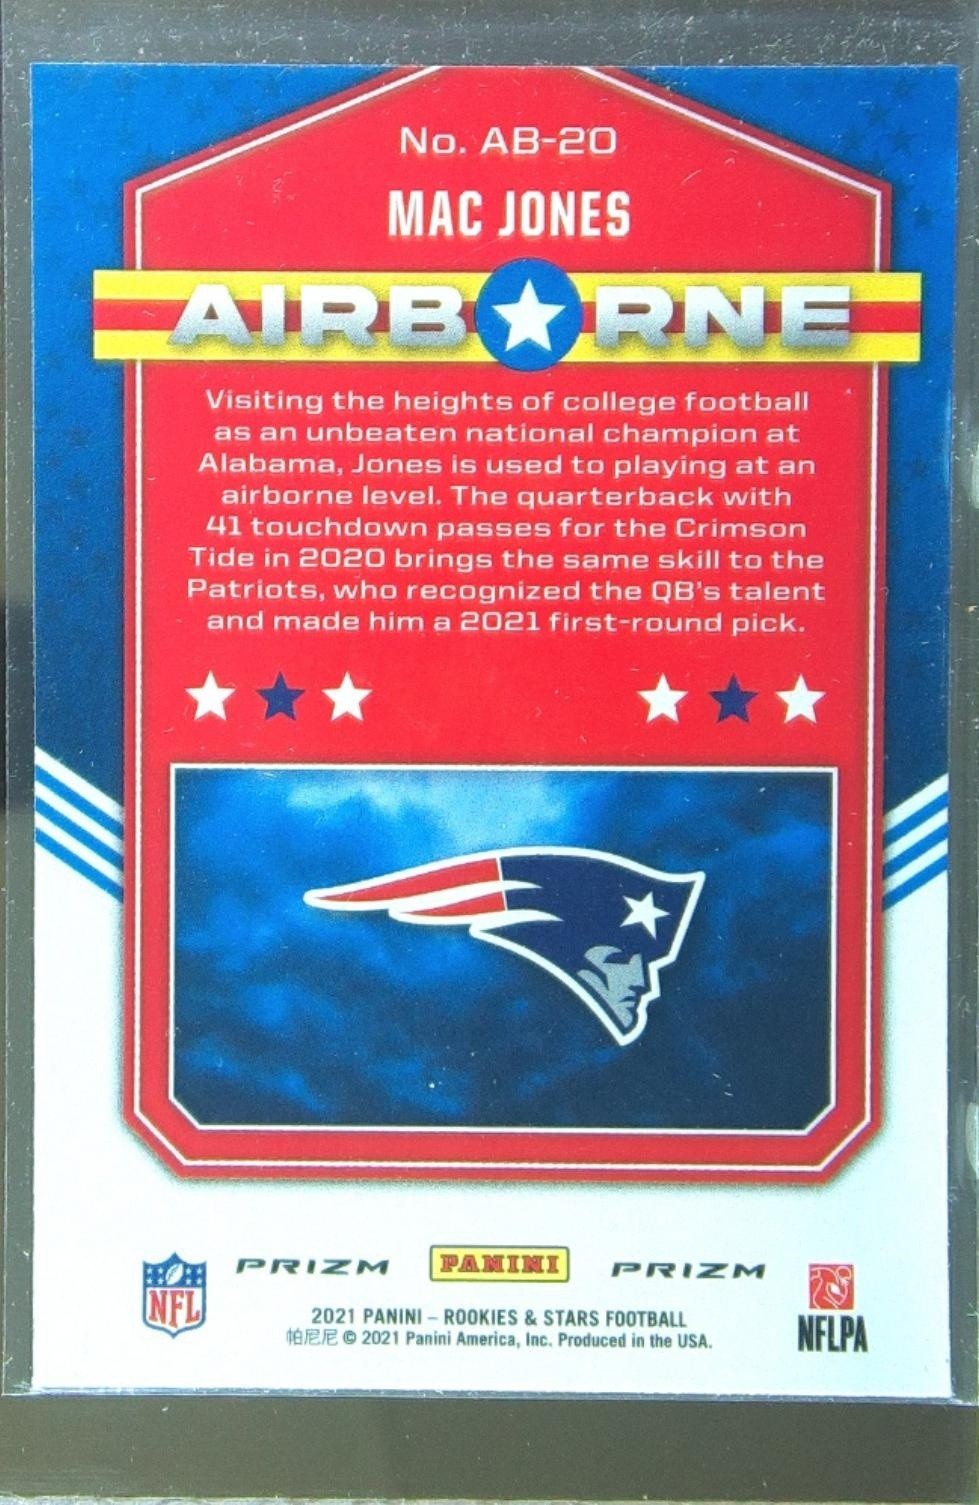 No. AB-20
MAC JONES
AIRBORNE
Visiting the heights of college football
as an unbeaten national champion at
Alabama, Jones is used to playing at an
airborne level. The quarterback with
41 touchdown passes for the Crimson
Tide in 2020 brings the same skill to the
Patriots, who recognized the QB's talent
and made him a 2021 first-round pick.
PRIZM PANINI PRIZM
NFL
2021 PANINI – ROOKIES & STARS FOOTBALL
帕尼尼 © 2021 Panini America, Inc. Produced in the USA.
NFLPA